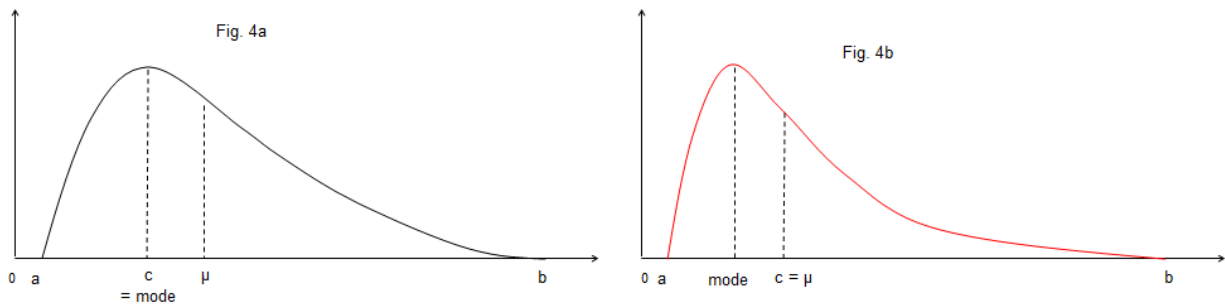 Fig. 4a
0 a c μ b
= mode
Fig. 4b
0 a mode c = μ b